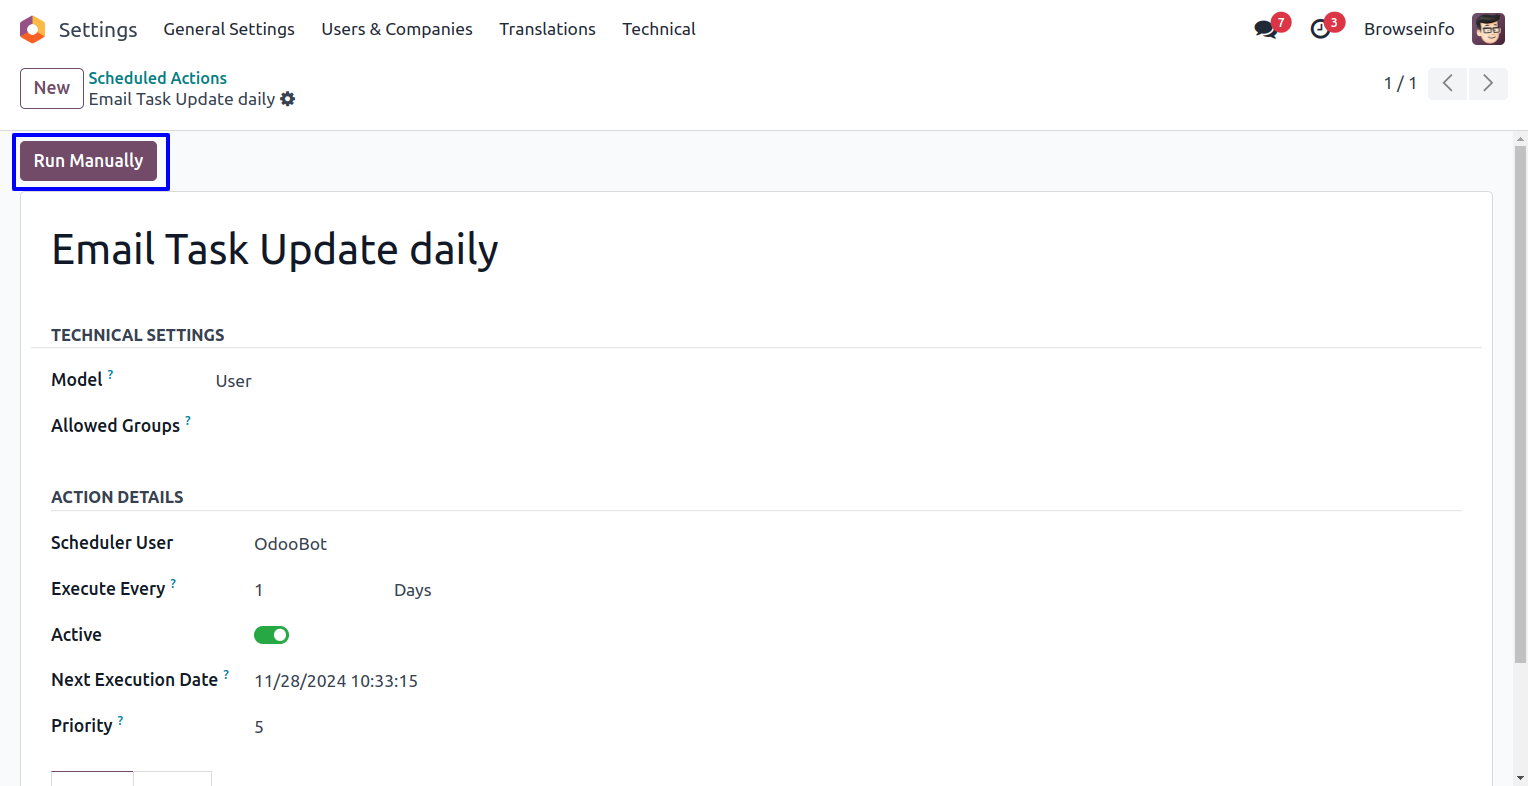 Settings General Settings Users & Companies Translations Technical 7 3 Browseinfo
New Scheduled Actions
Email Task Update daily 1 / 1
Run Manually
Email Task Update daily
TECHNICAL SETTINGS
Model ? User
Allowed Groups ?
ACTION DETAILS
Scheduler User OdooBot
Execute Every ? 1 Days
Active
Next Execution Date ? 11/28/2024 10:33:15
Priority ? 5